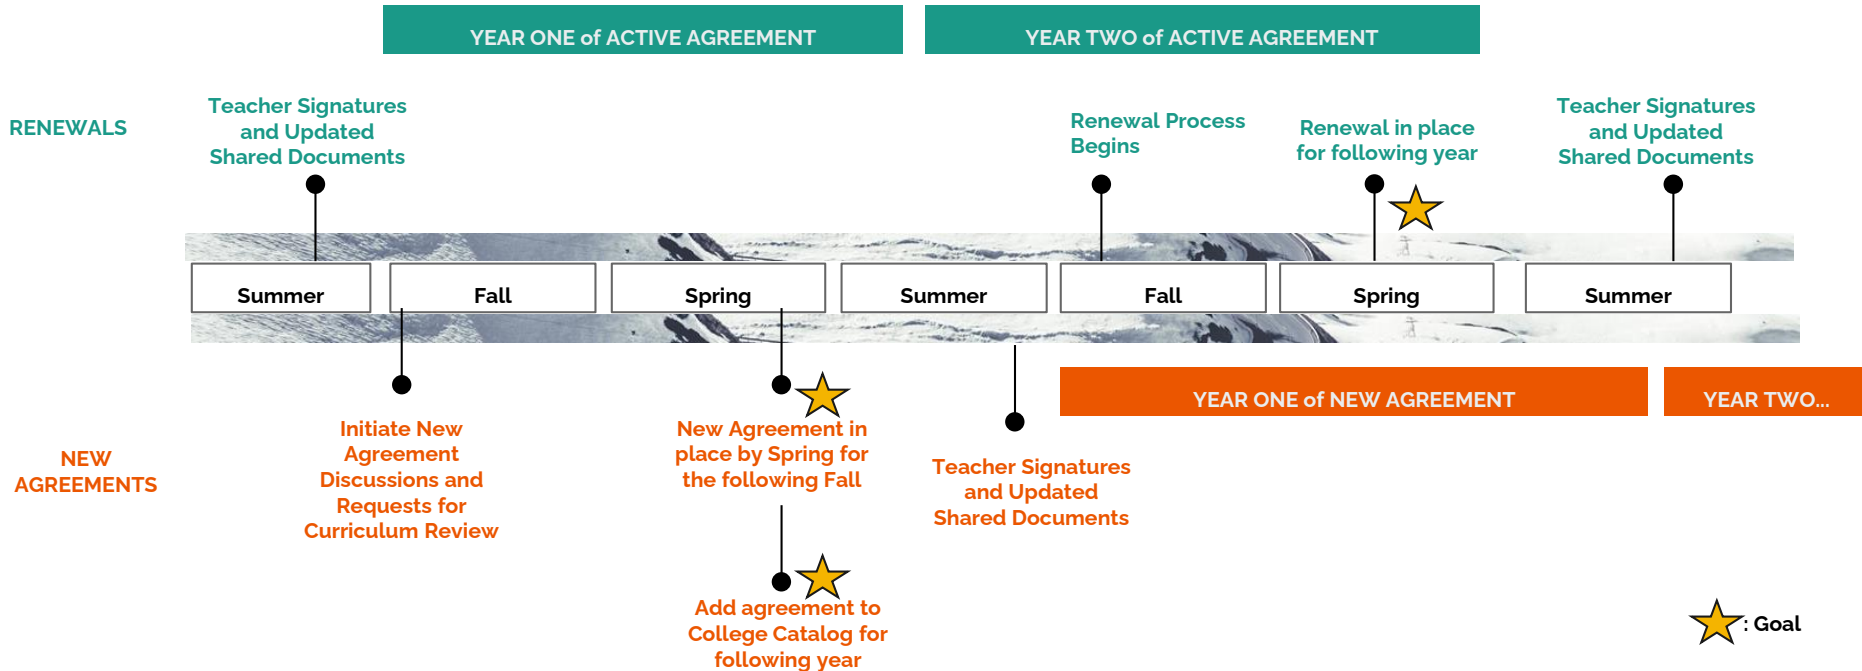 YEAR ONE of ACTIVE AGREEMENT
YEAR TWO of ACTIVE AGREEMENT
RENEWALS
Teacher Signatures
and Updated
Shared Documents
Renewal Process
Begins
Renewal in place
for following year
Teacher Signatures
and Updated
Shared Documents
Summer
Fall
Spring
Summer
Fall
Spring
Summer
YEAR ONE of NEW AGREEMENT
YEAR TWO...
NEW
AGREEMENTS
Initiate New
Agreement
Discussions and
Requests for
Curriculum Review
New Agreement in
place by Spring for
the following Fall
Teacher Signatures
and Updated
Shared Documents
Add agreement to
College Catalog for
following year
: Goal